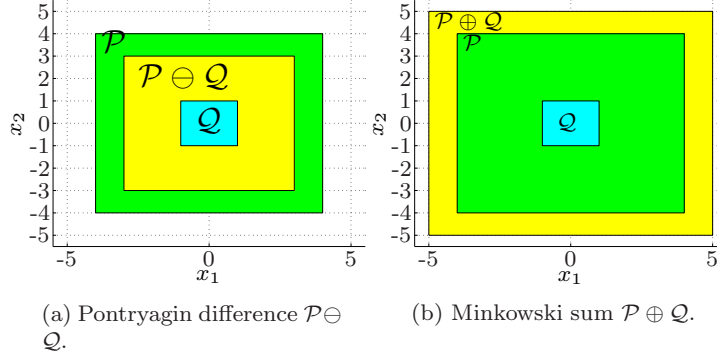 5
4
3
2
1
0
-1
-2
-3
-4
-5
x₂
𝒫
𝒫 ⊖ 𝒬
𝒬
-5 0 5
x₁
(a) Pontryagin difference 𝒫⊖
𝒬.
5
4
3
2
1
0
-1
-2
-3
-4
-5
x₂
𝒫 ⊕ 𝒬
𝒫
𝒬
-5 0 5
x₁
(b) Minkowski sum 𝒫 ⊕ 𝒬.